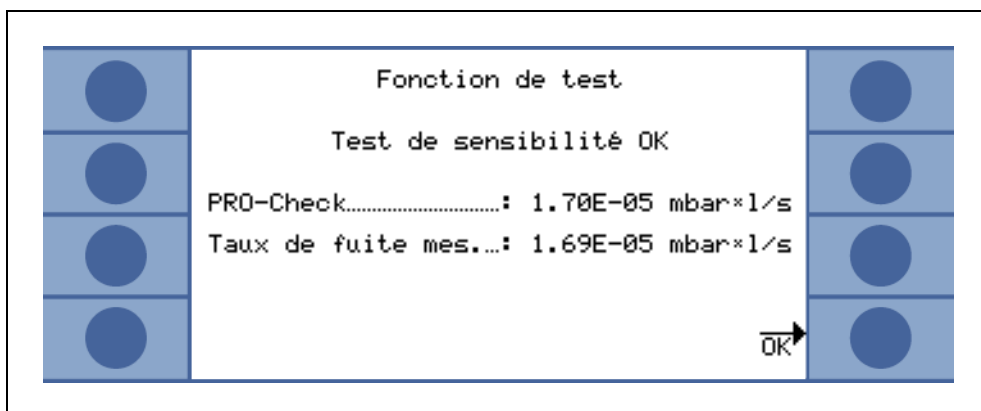 Fonction de test
Test de sensibilité OK
PRO-Check............................: 1.70E-05 mbar*l/s
Taux de fuite mes....: 1.69E-05 mbar*l/s
OK